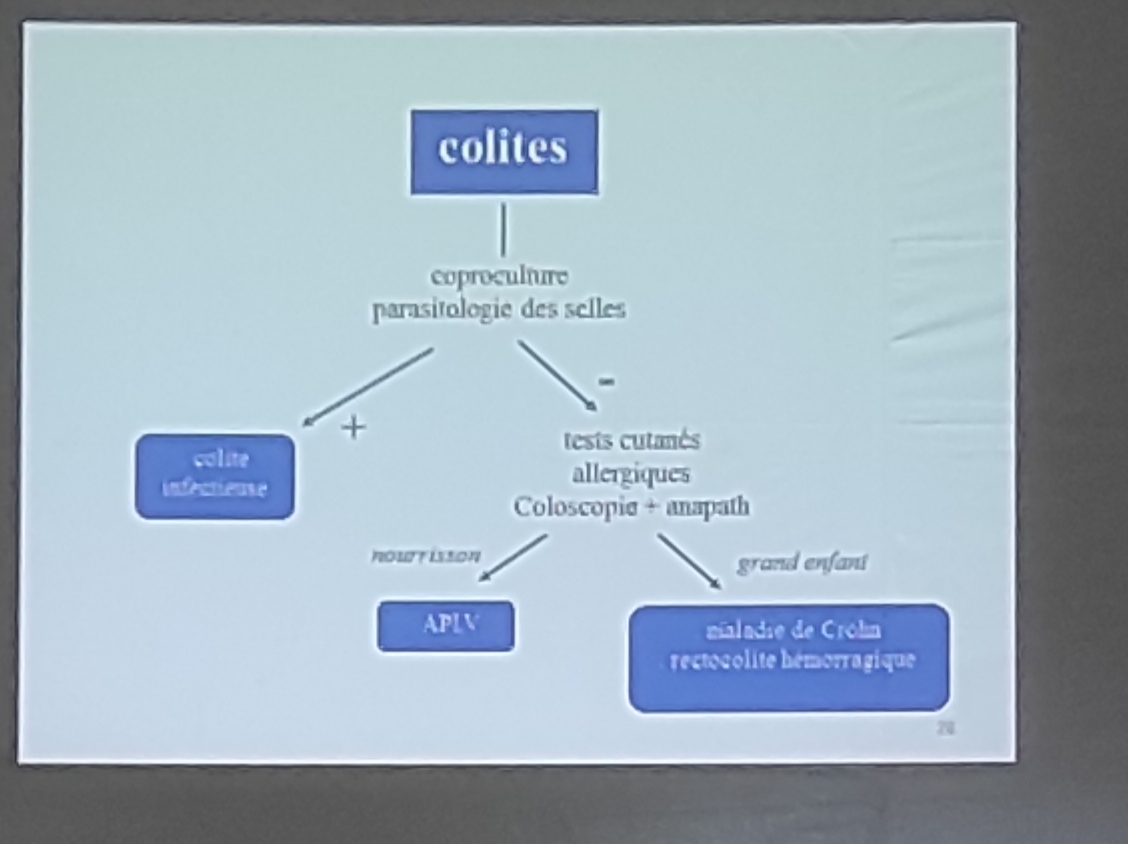 colites
coproculture
parasitologie des selles
+
-
colite
infectieuse
tests cutanés
allergiques
Coloscopie + anapath
nourrisson
grand enfant
APLV
maladie de Crohn
rectocolite hémorragique